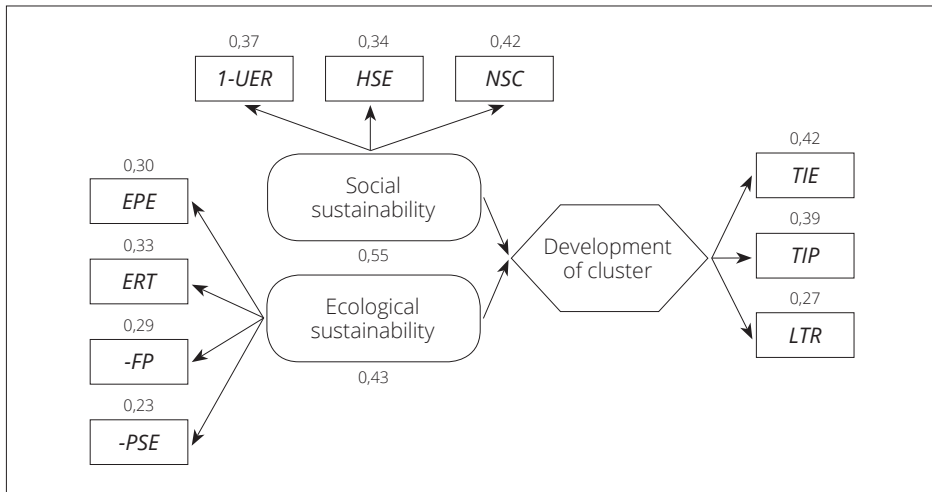 0,37
0,34
0,42
1-UER
HSE
NSC
0,30
EPE
0,33
ERT
0,29
-FP
0,23
-PSE
Social
sustainability
0,55
Ecological
sustainability
0,43
Development
of cluster
0,42
TIE
0,39
TIP
0,27
LTR